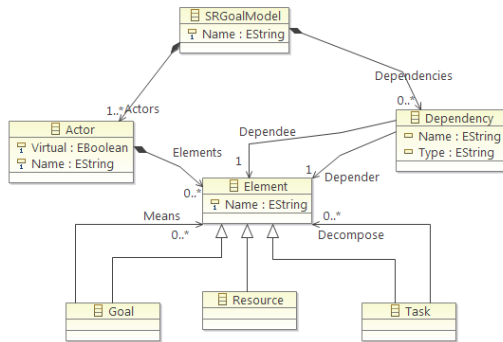 SRGoalModel
Name : EString
Dependencies
1..*
Actors
0..*
Actor
Virtual : EBoolean
Name : EString
Dependency
Name : EString
Type : EString
Dependee
Elements
1
1
Depender
0..*
Element
Name : EString
Means
0..*
0..*
Decompose
Goal
Resource
Task